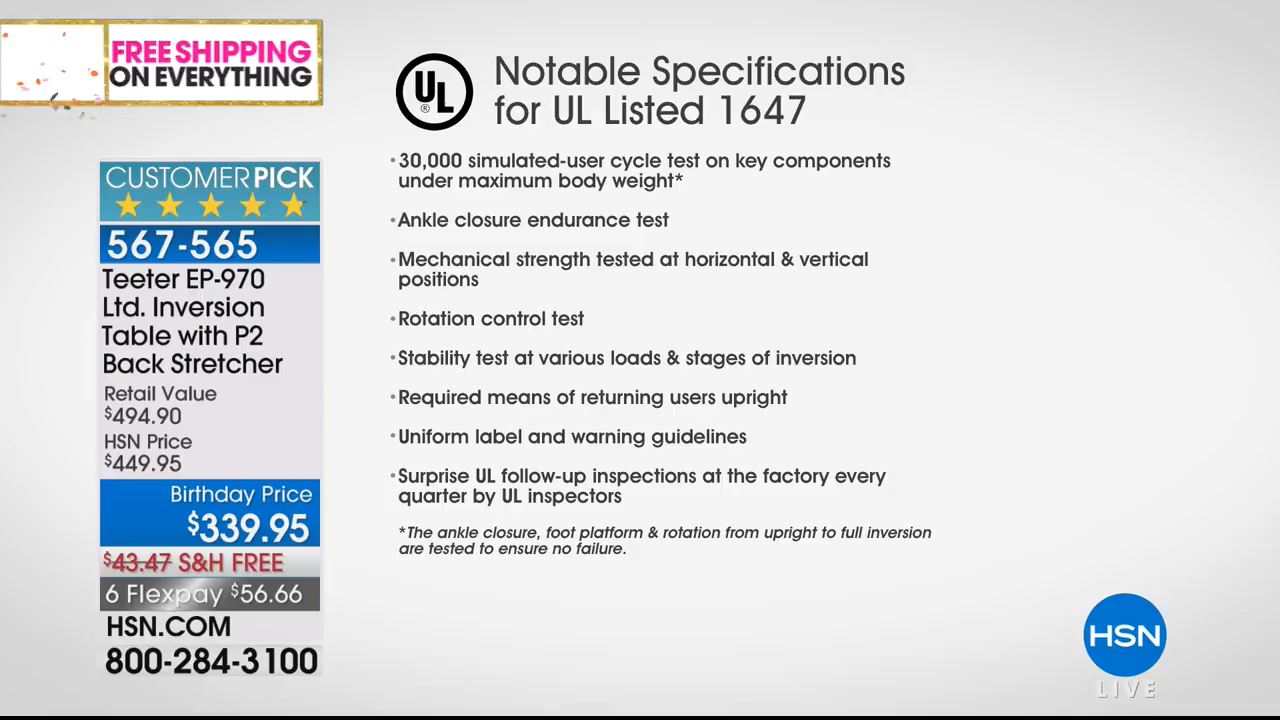 FREE SHIPPING
ON EVERYTHING
CUSTOMER PICK
567-565
Teeter EP-970
Ltd. Inversion
Table with P2
Back Stretcher
Retail Value
$494.90
HSN Price
$449.95
Birthday Price
$339.95
$43.47 S&H FREE
6 Flexpay $56.66
HSN.COM
800-284-3100
UL
®
Notable Specifications
for UL Listed 1647
•30,000 simulated-user cycle test on key components
under maximum body weight*
•Ankle closure endurance test
•Mechanical strength tested at horizontal & vertical
positions
•Rotation control test
•Stability test at various loads & stages of inversion
•Required means of returning users upright
•Uniform label and warning guidelines
•Surprise UL follow-up inspections at the factory every
quarter by UL inspectors
*The ankle closure, foot platform & rotation from upright to full inversion
are tested to ensure no failure.
HSN
LIVE